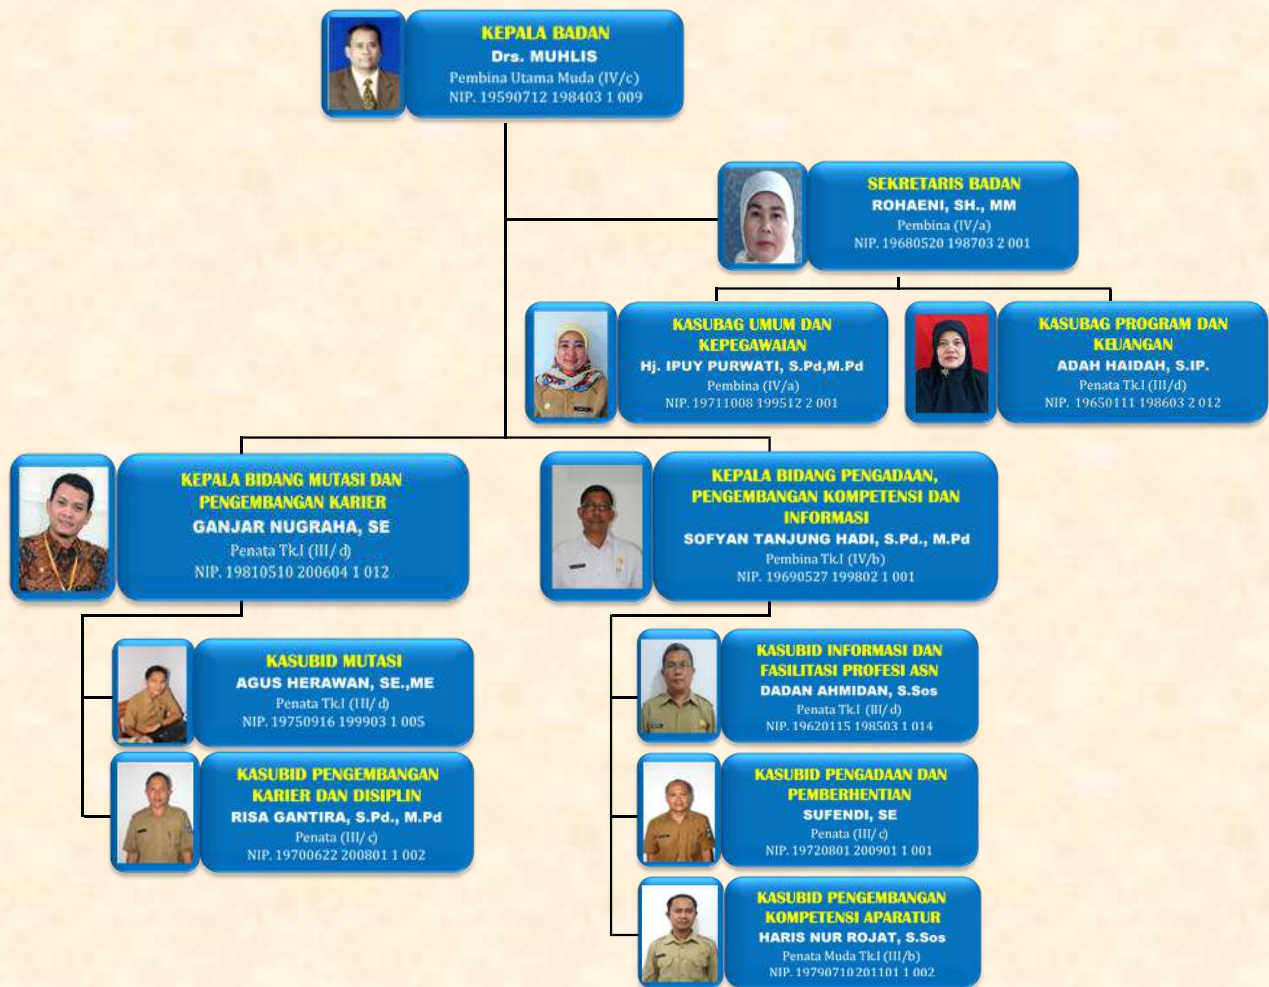 KEPALA BADAN
Drs. MUHLIS
Pembina Utama Muda (IV/c)
NIP. 19590712 198403 1 009
SEKRETARIS BADAN
ROHAENI, SH., MM
Pembina (IV/a)
NIP. 19680520 198703 2 001
KASUBAG UMUM DAN
KEPEGAWAIAN
Hj. IPUY PURWATI, S.Pd,M.Pd
Pembina (IV/a)
NIP. 19711008 199512 2 001
KASUBAG PROGRAM DAN
KEUANGAN
ADAH HAIDAH, S.IP.
Penata Tk.I (III/d)
NIP. 19650111 198603 2 012
KEPALA BIDANG MUTASI DAN
PENGEMBANGAN KARIER
GANJAR NUGRAHA, SE
Penata Tk.I (III/d)
NIP. 19810510 200604 1 012
KEPALA BIDANG PENGADAAN,
PENGEMBANGAN KOMPETENSI DAN
INFORMASI
SOFYAN TANJUNG HADI, S.Pd., M.Pd
Pembina Tk.I (IV/b)
NIP. 19690527 199802 1 001
KASUBID MUTASI
AGUS HERAWAN, SE.,ME
Penata Tk.I (III/d)
NIP. 19750916 199903 1 005
KASUBID PENGEMBANGAN
KARIER DAN DISIPLIN
RISA GANTIRA, S.Pd., M.Pd
Penata (III/c)
NIP. 19700622 200801 1 002
KASUBID INFORMASI DAN
FASILITASI PROFESI ASN
DADAN AHMIDAN, S.Sos
Penata Tk.I (III/d)
NIP. 19620115 198503 1 014
KASUBID PENGADAAN DAN
PEMBERHENTIAN
SUFENDI, SE
Penata (III/c)
NIP. 19720801 200901 1 001
KASUBID PENGEMBANGAN
KOMPETENSI APARATUR
HARIS NUR ROJAT, S.Sos
Penata Muda Tk.I (III/b)
NIP. 19790710 201101 1 002